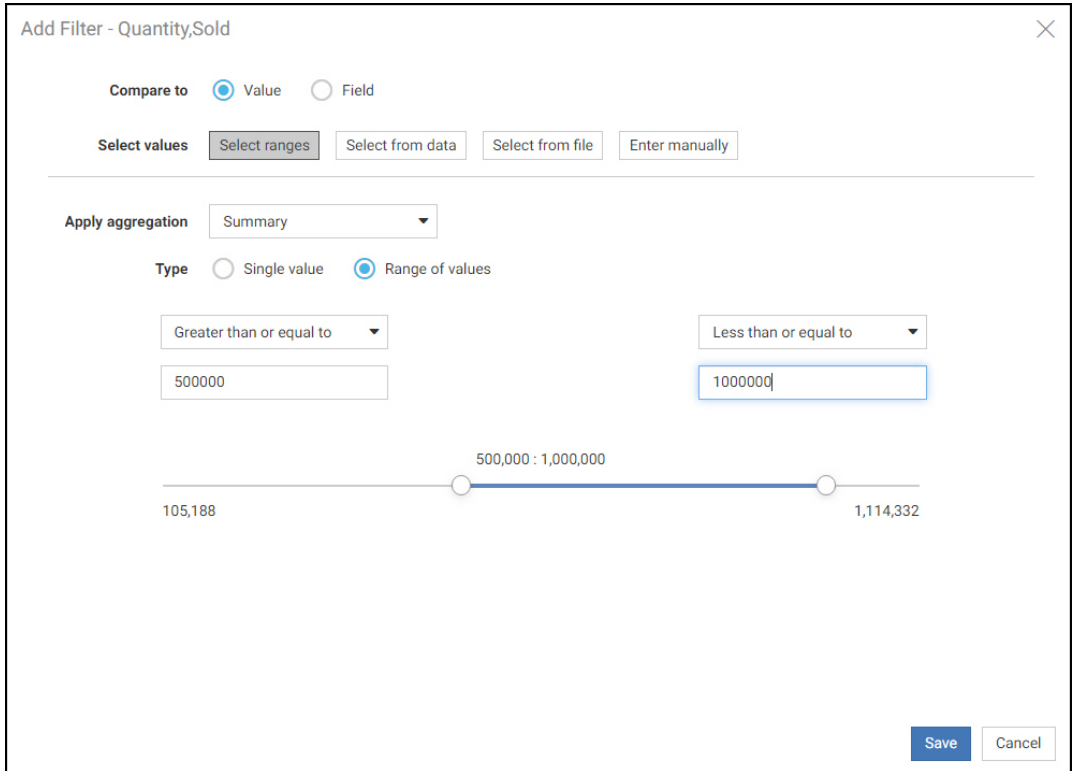 Add Filter - Quantity,Sold
Compare to Value Field
Select values Select ranges Select from data Select from file Enter manually
Apply aggregation Summary
Type Single value Range of values
Greater than or equal to Less than or equal to
500000 1000000
500,000 : 1,000,000
105,188 1,114,332
Save Cancel